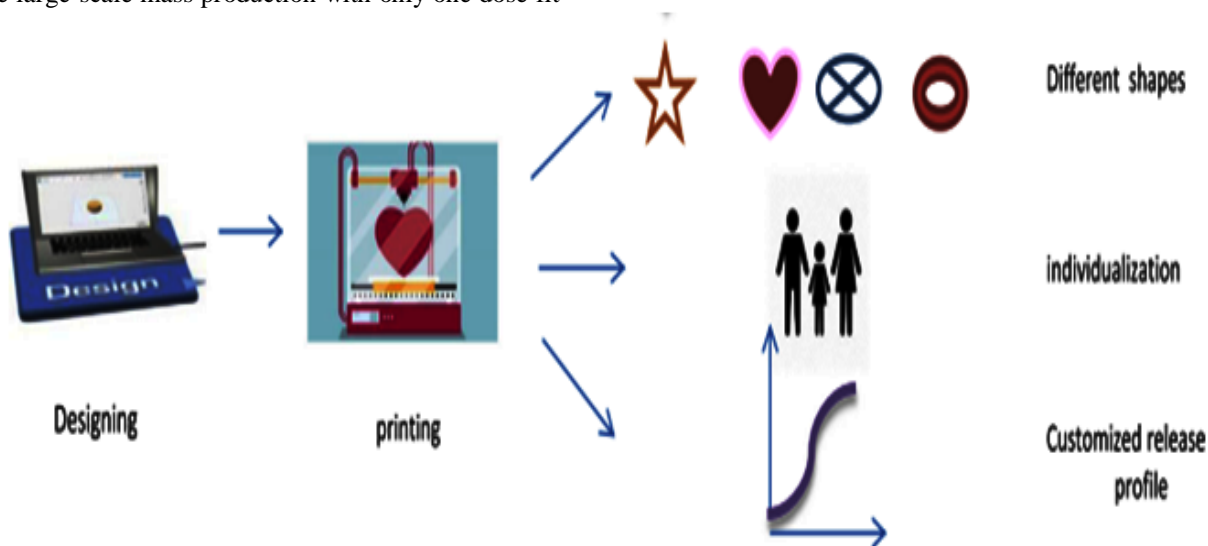 large-scale mass production with only one dose fit
Different shapes
Design
individualization
Designing
printing
Customized release
profile